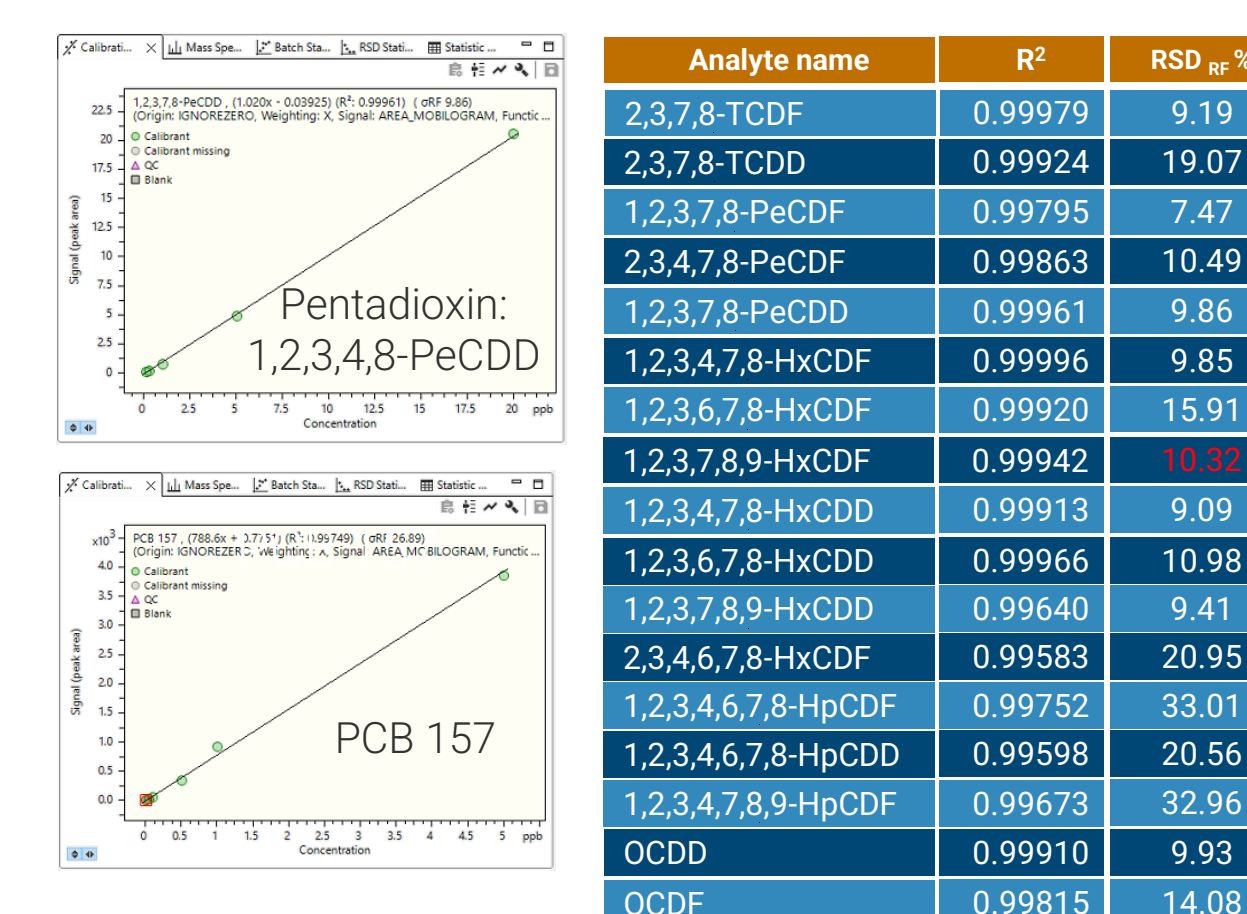 Calibrati... Mass Spe... Batch Sta... RSD Stati... Statistic ...
1,2,3,7,8-PeCDD , (1.020x - 0.03925) (R²: 0.99961) ( σRF 9.86)
(Origin: IGNOREZERO, Weighting: X, Signal: AREA_MOBILOGRAM, Functic ...
Calibrant
Calibrant missing
QC
Blank
22.5
20
17.5
15
12.5
10
7.5
5
2.5
0
Signal (peak area)
Pentadioxin:
1,2,3,4,8-PeCDD
0 2.5 5 7.5 10 12.5 15 17.5 20 ppb
Concentration
Calibrati... Mass Spe... Batch Sta... RSD Stati... Statistic ...
x10³
PCB 157 , (788.6x + (R²: 0.99749) ( σRF 26.89)
(Origin: IGNOREZERO, Weighting: X, Signal AREA_MOBILOGRAM, Functic ...
Calibrant
Calibrant missing
QC
Blank
4.0
3.5
3.0
2.5
2.0
1.5
1.0
0.5
0.0
Signal (peak area)
PCB 157
0 0.5 1 1.5 2 2.5 3 3.5 4 4.5 5 ppb
Concentration
Analyte name R² RSD RF %
2,3,7,8-TCDF 0.99979 9.19
2,3,7,8-TCDD 0.99924 19.07
1,2,3,7,8-PeCDF 0.99795 7.47
2,3,4,7,8-PeCDF 0.99863 10.49
1,2,3,7,8-PeCDD 0.99961 9.86
1,2,3,4,7,8-HxCDF 0.99996 9.85
1,2,3,6,7,8-HxCDF 0.99920 15.91
1,2,3,7,8,9-HxCDF 0.99942 10.32
1,2,3,4,7,8-HxCDD 0.99913 9.09
1,2,3,6,7,8-HxCDD 0.99966 10.98
1,2,3,7,8,9-HxCDD 0.99640 9.41
2,3,4,6,7,8-HxCDF 0.99583 20.95
1,2,3,4,6,7,8-HpCDF 0.99752 33.01
1,2,3,4,6,7,8-HpCDD 0.99598 20.56
1,2,3,4,7,8,9-HpCDF 0.99673 32.96
OCDD 0.99910 9.93
OCDF 0.99815 14.08